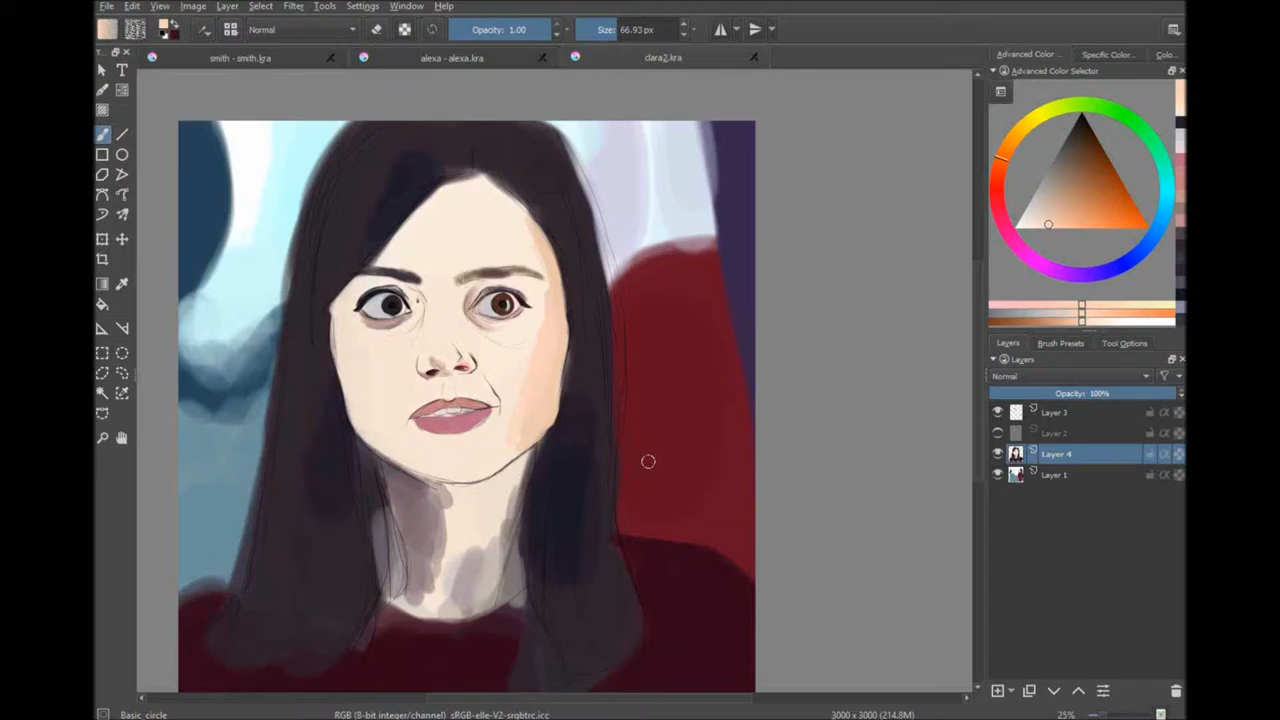 File Edit View Image Layer Select Filter Tools Settings Window Help
Normal Opacity: 1.00 Size: 66.93 px
T...
smith - smith.kra alexa - alexa.kra clara2.kra
Advanced Color ... Specific Color... Colo...
Advanced Color Selector
Layers Brush Presets Tool Options
Layers
Normal
Opacity: 100%
Layer 3
Layer 2
Layer 4
Layer 1
Basic_circle RGB (8-bit integer/channel) sRGB-elle-V2-srgbtrc.icc 3000 x 3000 (214.8M) 25%